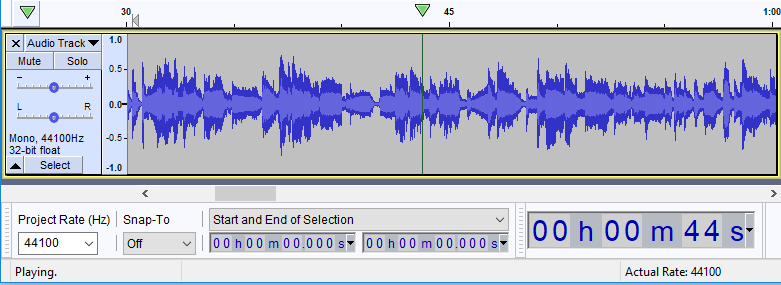 30 45 1:00
× Audio Track
Mute Solo
- +
L R
Mono, 44100Hz
32-bit float
Select
1.0
0.5
0.0
-0.5
-1.0
Project Rate (Hz) Snap-To Start and End of Selection
44100 Off 00 h 00 m 00.000 s 00 h 00 m 00.000 s
00 h 00 m 44 s
Playing. Actual Rate: 44100